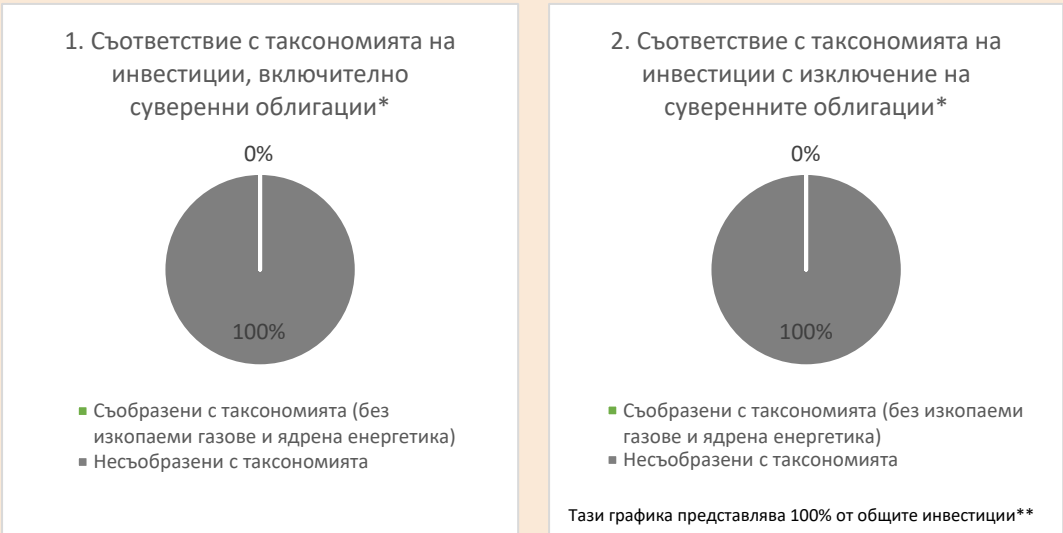 1. Съответствие с таксономията на
инвестиции, включително
суверенни облигации*
0%
100%
Съобразени с таксономията (без
изкопаеми газове и ядрена енергетика)
Несъобразени с таксономията
2. Съответствие с таксономията на
инвестиции с изключение на
суверенните облигации*
0%
100%
Съобразени с таксономията (без изкопаеми
газове и ядрена енергетика)
Несъобразени с таксономията
Тази графика представлява 100% от общите инвестиции**